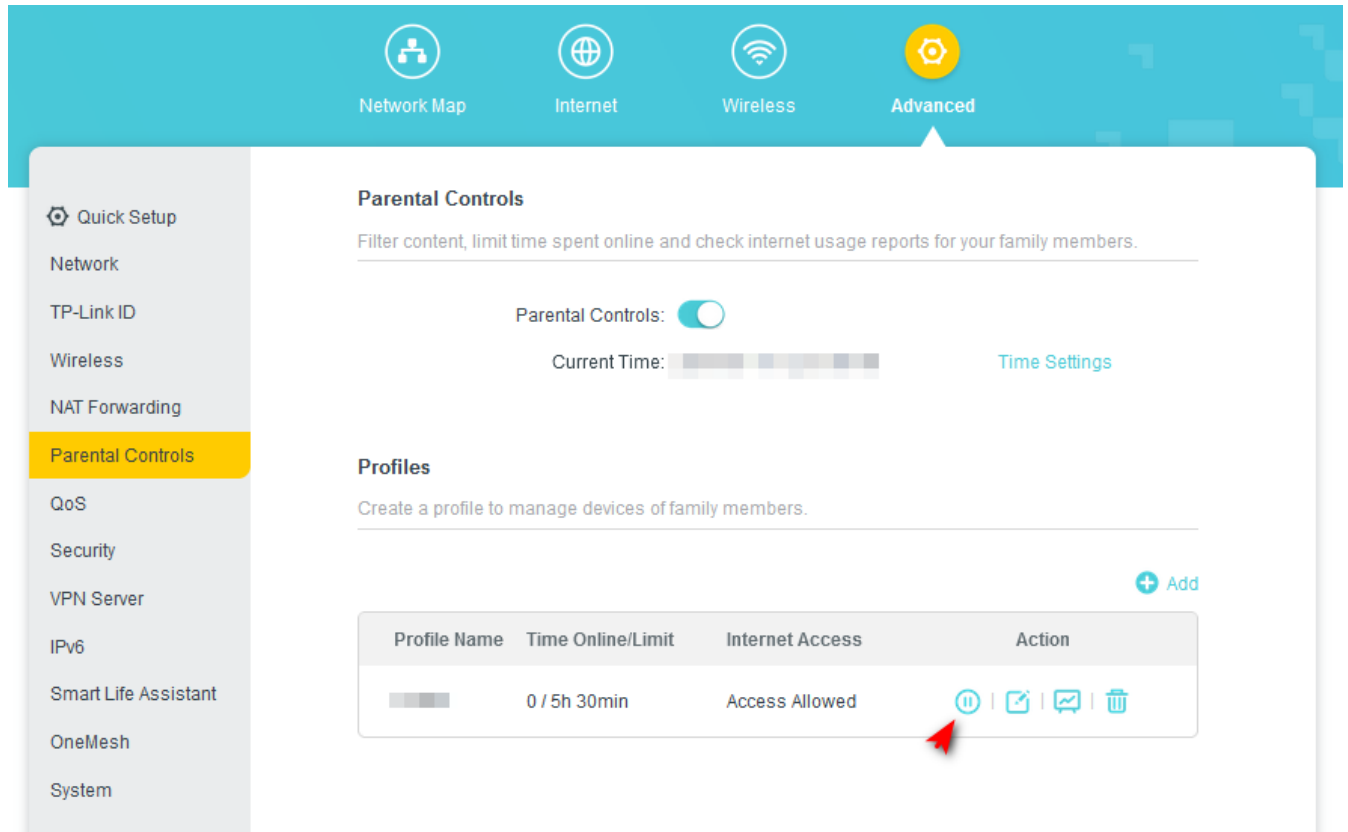 Network Map Internet Wireless Advanced
Quick Setup
Network
TP-Link ID
Wireless
NAT Forwarding
Parental Controls
QoS
Security
VPN Server
IPv6
Smart Life Assistant
OneMesh
System
Parental Controls
Filter content, limit time spent online and check internet usage reports for your family members.
Parental Controls:
Current Time: Time Settings
Profiles
Create a profile to manage devices of family members.
Add
Profile Name Time Online/Limit Internet Access Action
0 / 5h 30min Access Allowed